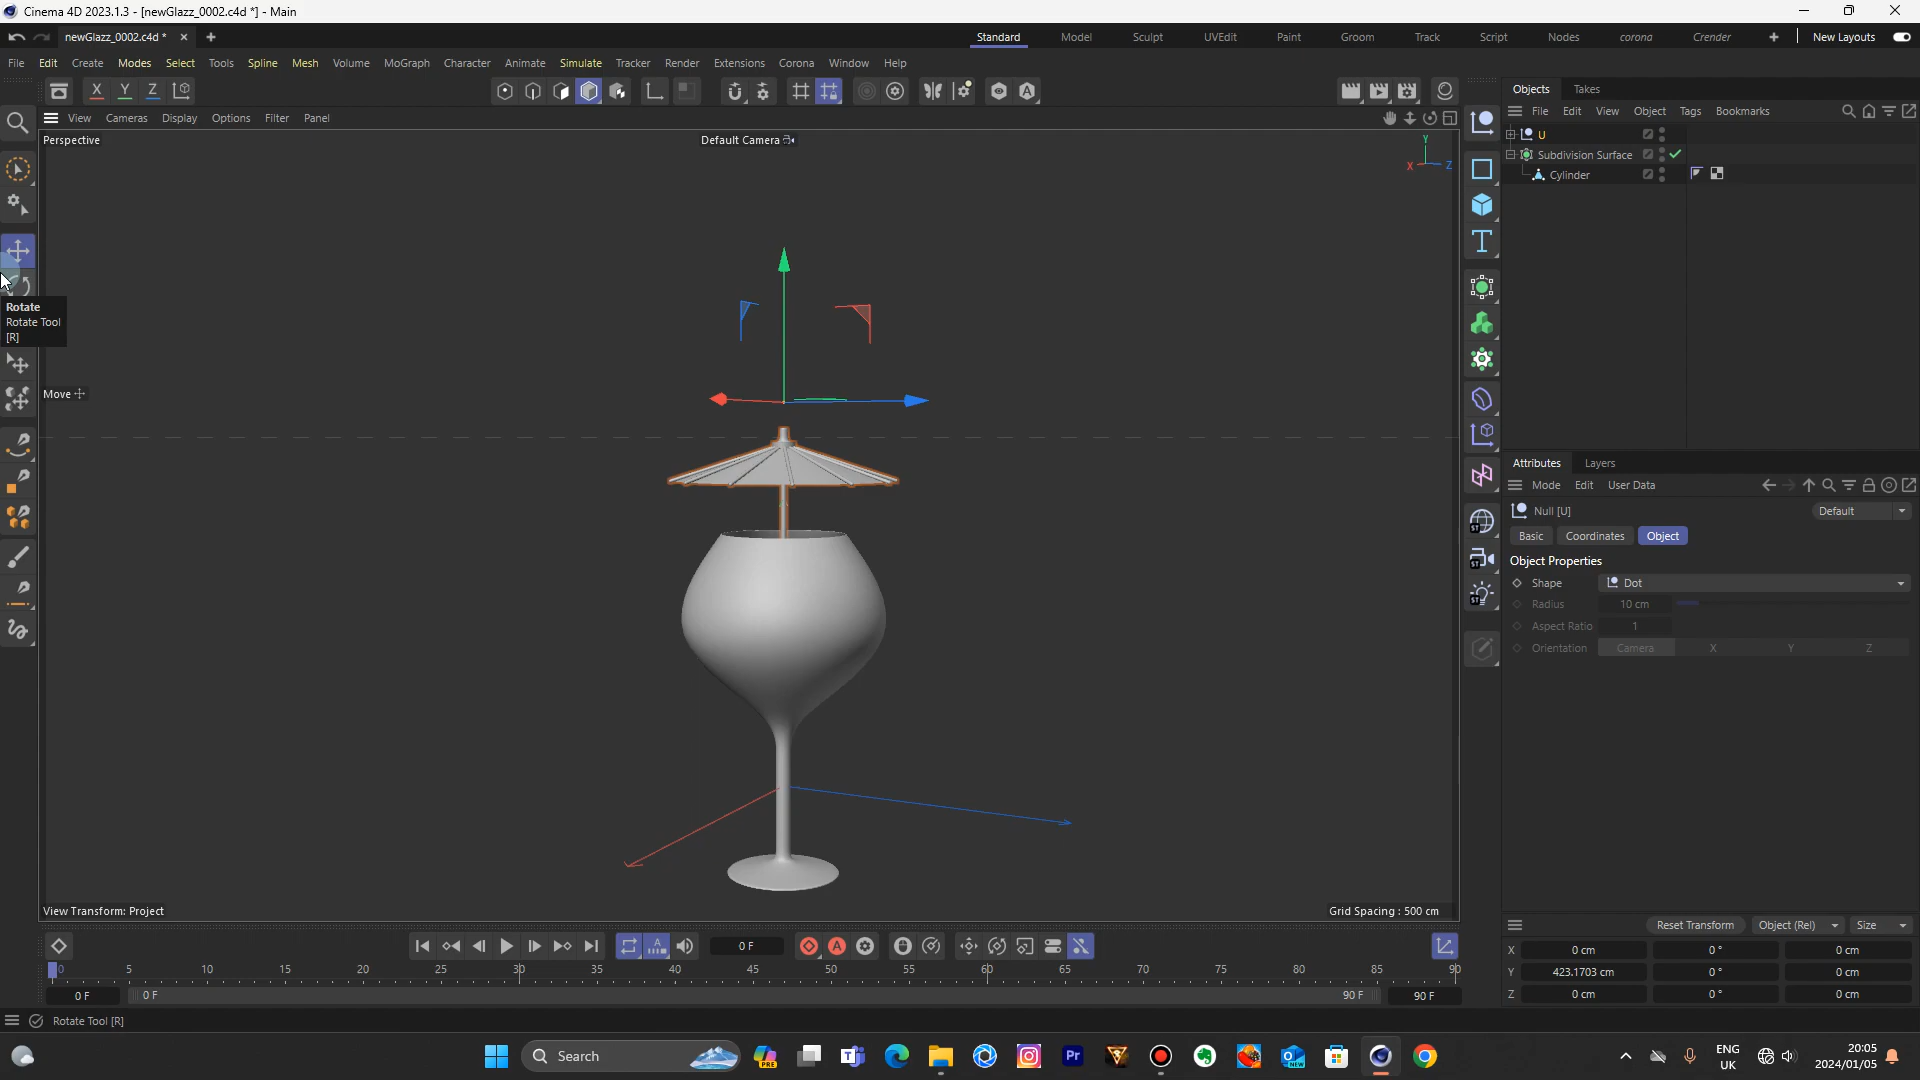 Cinema 4D 2023.1.3 - [newGlazz_0002.c4d *] - Main
newGlazz_0002.c4d *
Standard Model Sculpt UVEdit Paint Groom Track Script Nodes corona Crender New Layouts
File Edit Create Modes Select Tools Spline Mesh Volume MoGraph Character Animate Simulate Tracker Render Extensions Corona Window Help
X Y Z
Objects Takes
View Cameras Display Options Filter Panel
File Edit View Object Tags Bookmarks
Perspective
Default Camera
Y
X Z
U
Subdivision Surface
Cylinder
Rotate
Rotate Tool
[R]
Move
Attributes Layers
Mode Edit User Data
Null [U]
Default
Basic Coordinates Object
Object Properties
Shape Dot
Radius 10 cm
Aspect Ratio 1
Orientation Camera X Y Z
View Transform: Project
Grid Spacing : 500 cm
Reset Transform Object (Rel) Size
0 F
X 0 cm 0° 0 cm
Y 423.1703 cm 0° 0 cm
Z 0 cm 0° 0 cm
0 5 10 15 20 25 30 35 40 45 50 55 60 65 70 75 80 85 90
0 F 0 F 90 F 90 F
Rotate Tool [R]
Search
PRE
Pr
NEW
ENG
UK
20:05
2024/01/05